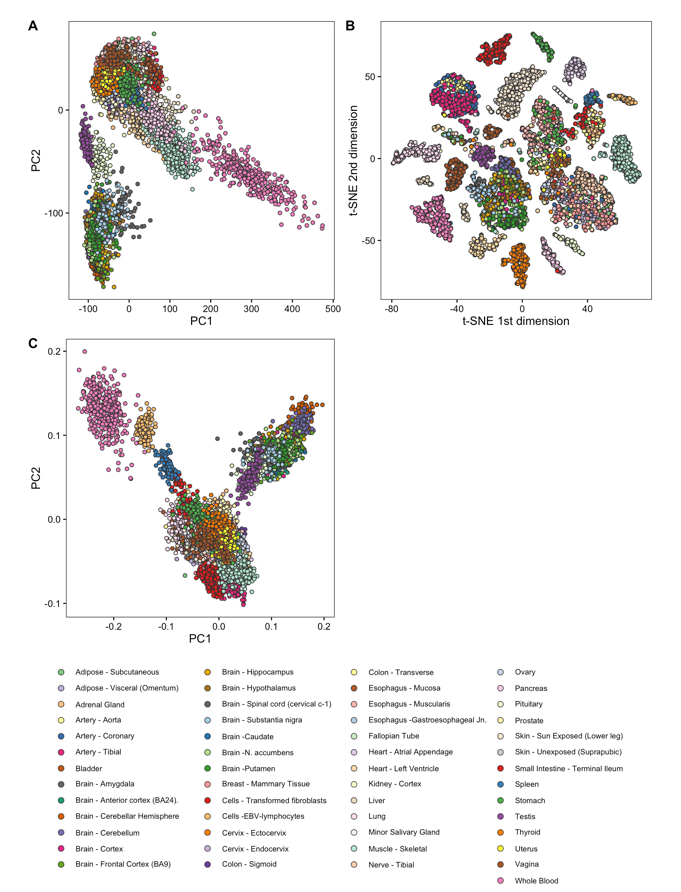 A
B
0
-100
PC2
-100
0
100
200
300
400
500
PC1
50
0
-50
t-SNE 2nd dimension
-80
-40
0
40
t-SNE 1st dimension
C
0.2
0.1
0.0
-0.1
PC2
-0.2
-0.1
0.0
0.1
0.2
PC1
Adipose - Subcutaneous
Adipose - Visceral (Omentum)
Adrenal Gland
Artery - Aorta
Artery - Coronary
Artery - Tibial
Bladder
Brain - Amygdala
Brain - Anterior cortex (BA24).
Brain - Cerebellar Hemisphere
Brain - Cerebellum
Brain - Cortex
Brain - Frontal Cortex (BA9)
Brain - Hippocampus
Brain - Hypothalamus
Brain - Spinal cord (cervical c-1)
Brain - Substantia nigra
Brain -Caudate
Brain -N. accumbens
Brain -Putamen
Breast - Mammary Tissue
Cells - Transformed fibroblasts
Cells -EBV-lymphocytes
Cervix - Ectocervix
Cervix - Endocervix
Colon - Sigmoid
Colon - Transverse
Esophagus - Mucosa
Esophagus - Muscularis
Esophagus -Gastroesophageal Jn.
Fallopian Tube
Heart - Atrial Appendage
Heart - Left Ventricle
Kidney - Cortex
Liver
Lung
Minor Salivary Gland
Muscle - Skeletal
Nerve - Tibial
Ovary
Pancreas
Pituitary
Prostate
Skin - Sun Exposed (Lower leg)
Skin - Unexposed (Suprapubic)
Small Intestine - Terminal Ileum
Spleen
Stomach
Testis
Thyroid
Uterus
Vagina
Whole Blood